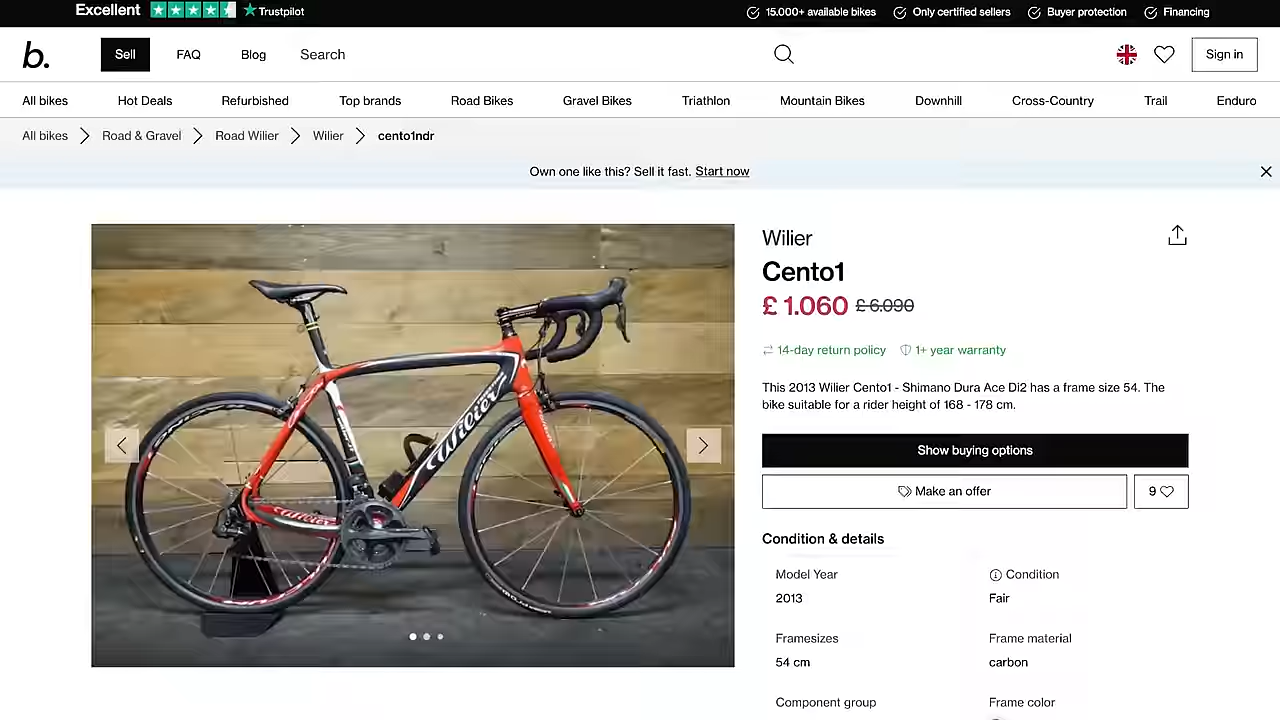 Excellent Trustpilot 15.000+ available bikes Only certified sellers Buyer protection Financing
b. Sell FAQ Blog Search Sign in
All bikes Hot Deals Refurbished Top brands Road Bikes Gravel Bikes Triathlon Mountain Bikes Downhill Cross-Country Trail Enduro
All bikes Road & Gravel Road Wilier Wilier cento1ndr
Own one like this? Sell it fast. Start now
Wilier
Cento1
£ 1.060 £ 6.090
14-day return policy 1+ year warranty
This 2013 Wilier Cento1 - Shimano Dura Ace Di2 has a frame size 54. The
bike suitable for a rider height of 168 - 178 cm.
Show buying options
Make an offer 9
Condition & details
Model Year Condition
2013 Fair
Framesizes Frame material
54 cm carbon
Component group Frame color
Wilier
Wilier